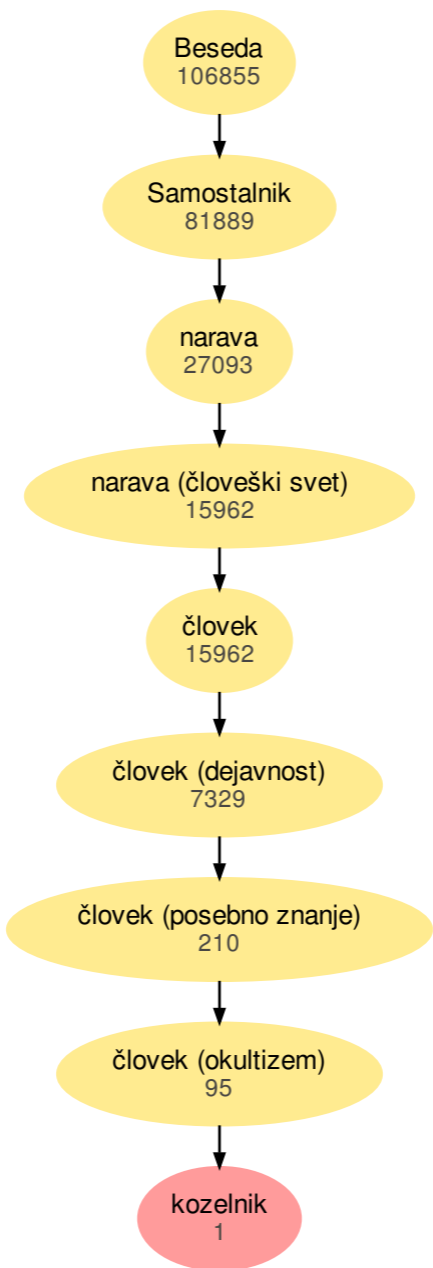 Beseda
106855
Samostalnik
81889
narava
27093
narava (človeški svet)
15962
človek
15962
človek (dejavnost)
7329
človek (posebno znanje)
210
človek (okultizem)
95
kozelnik
1